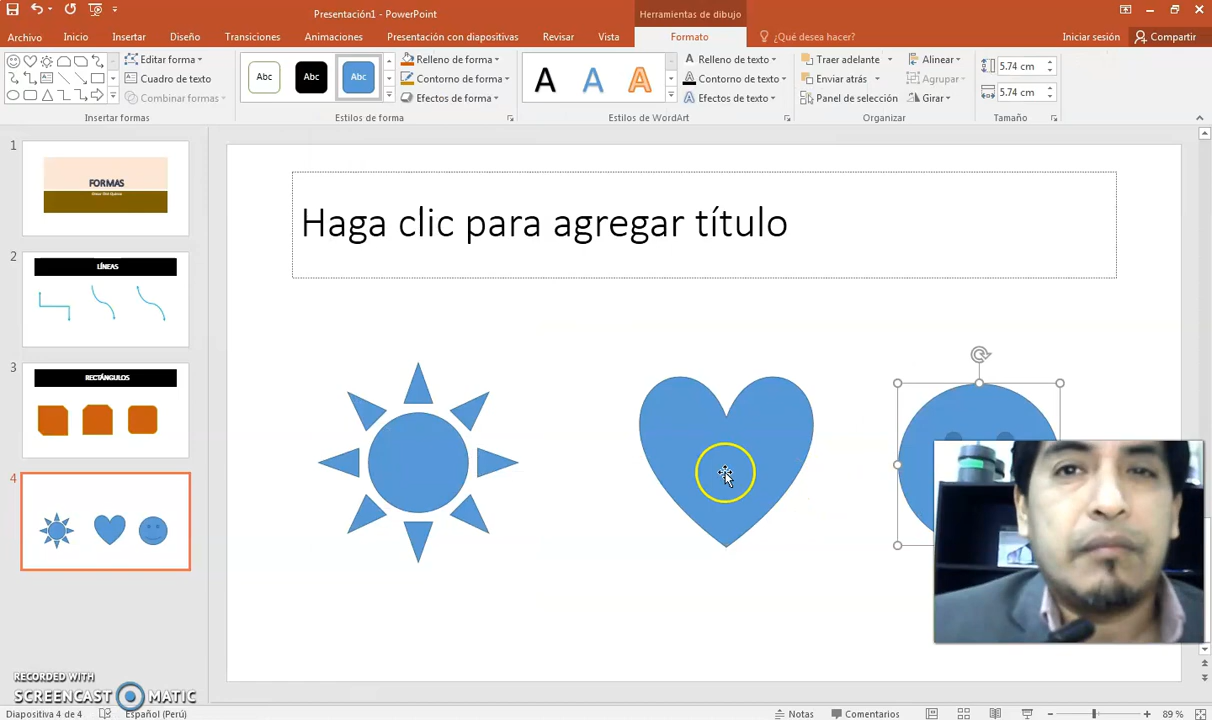 Presentación1 - PowerPoint
Herramientas de dibujo
Archivo Inicio Insertar Diseño Transiciones Animaciones Presentación con diapositivas Revisar Vista Formato ¿Qué desea hacer? Iniciar sesión Compartir
Editar forma
Cuadro de texto
Combinar formas
Insertar formas
Abc Abc Abc
Relleno de forma
Contorno de forma
Efectos de forma
Estilos de forma
A A A
Relleno de texto
Contorno de texto
Efectos de texto
Estilos de WordArt
Traer adelante
Enviar atrás
Panel de selección
Alinear
Agrupar
Girar
Organizar
5.74 cm
5.74 cm
Tamaño
1
FORMAS
2
LÍNEAS
3
RECTÁNGULOS
4
Haga clic para agregar título
RECORDED WITH
SCREENCAST MATIC
Diapositiva 4 de 4 Español (Perú) Notas Comentarios 89 %